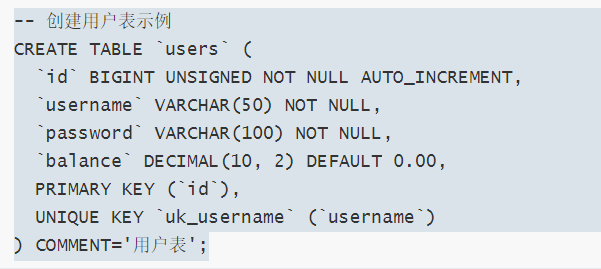 -- 创建用户表示例
CREATE TABLE `users` (
  `id` BIGINT UNSIGNED NOT NULL AUTO_INCREMENT,
  `username` VARCHAR(50) NOT NULL,
  `password` VARCHAR(100) NOT NULL,
  `balance` DECIMAL(10, 2) DEFAULT 0.00,
  PRIMARY KEY (`id`),
  UNIQUE KEY `uk_username` (`username`)
) COMMENT='用户表';